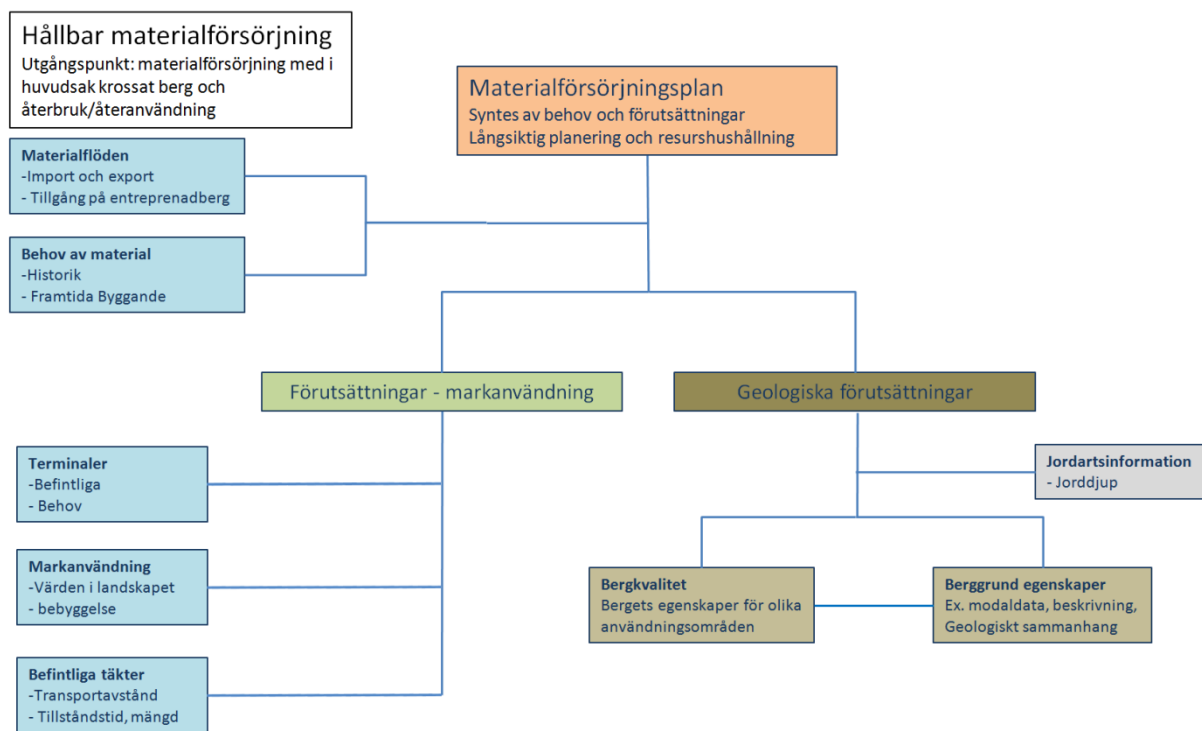 Hållbar materialförsörjning
Utgångspunkt: materialförsörjning med i
huvudsak krossat berg och
återbruk/återanvändning
Materialförsörjningsplan
Syntes av behov och förutsättningar
Långsiktig planering och resurshushållning
Materialflöden
-Import och export
- Tillgång på entreprenadberg
Behov av material
-Historik
- Framtida Byggande
Förutsättningar - markanvändning
Geologiska förutsättningar
Terminaler
-Befintliga
- Behov
Jordartsinformation
- Jorddjup
Markanvändning
-Värden i landskapet
- bebyggelse
Bergkvalitet
Bergets egenskaper för olika
användningsområden
Berggrund egenskaper
Ex. modaldata, beskrivning,
Geologiskt sammanhang
Befintliga täkter
-Transportavstånd
- Tillståndstid, mängd